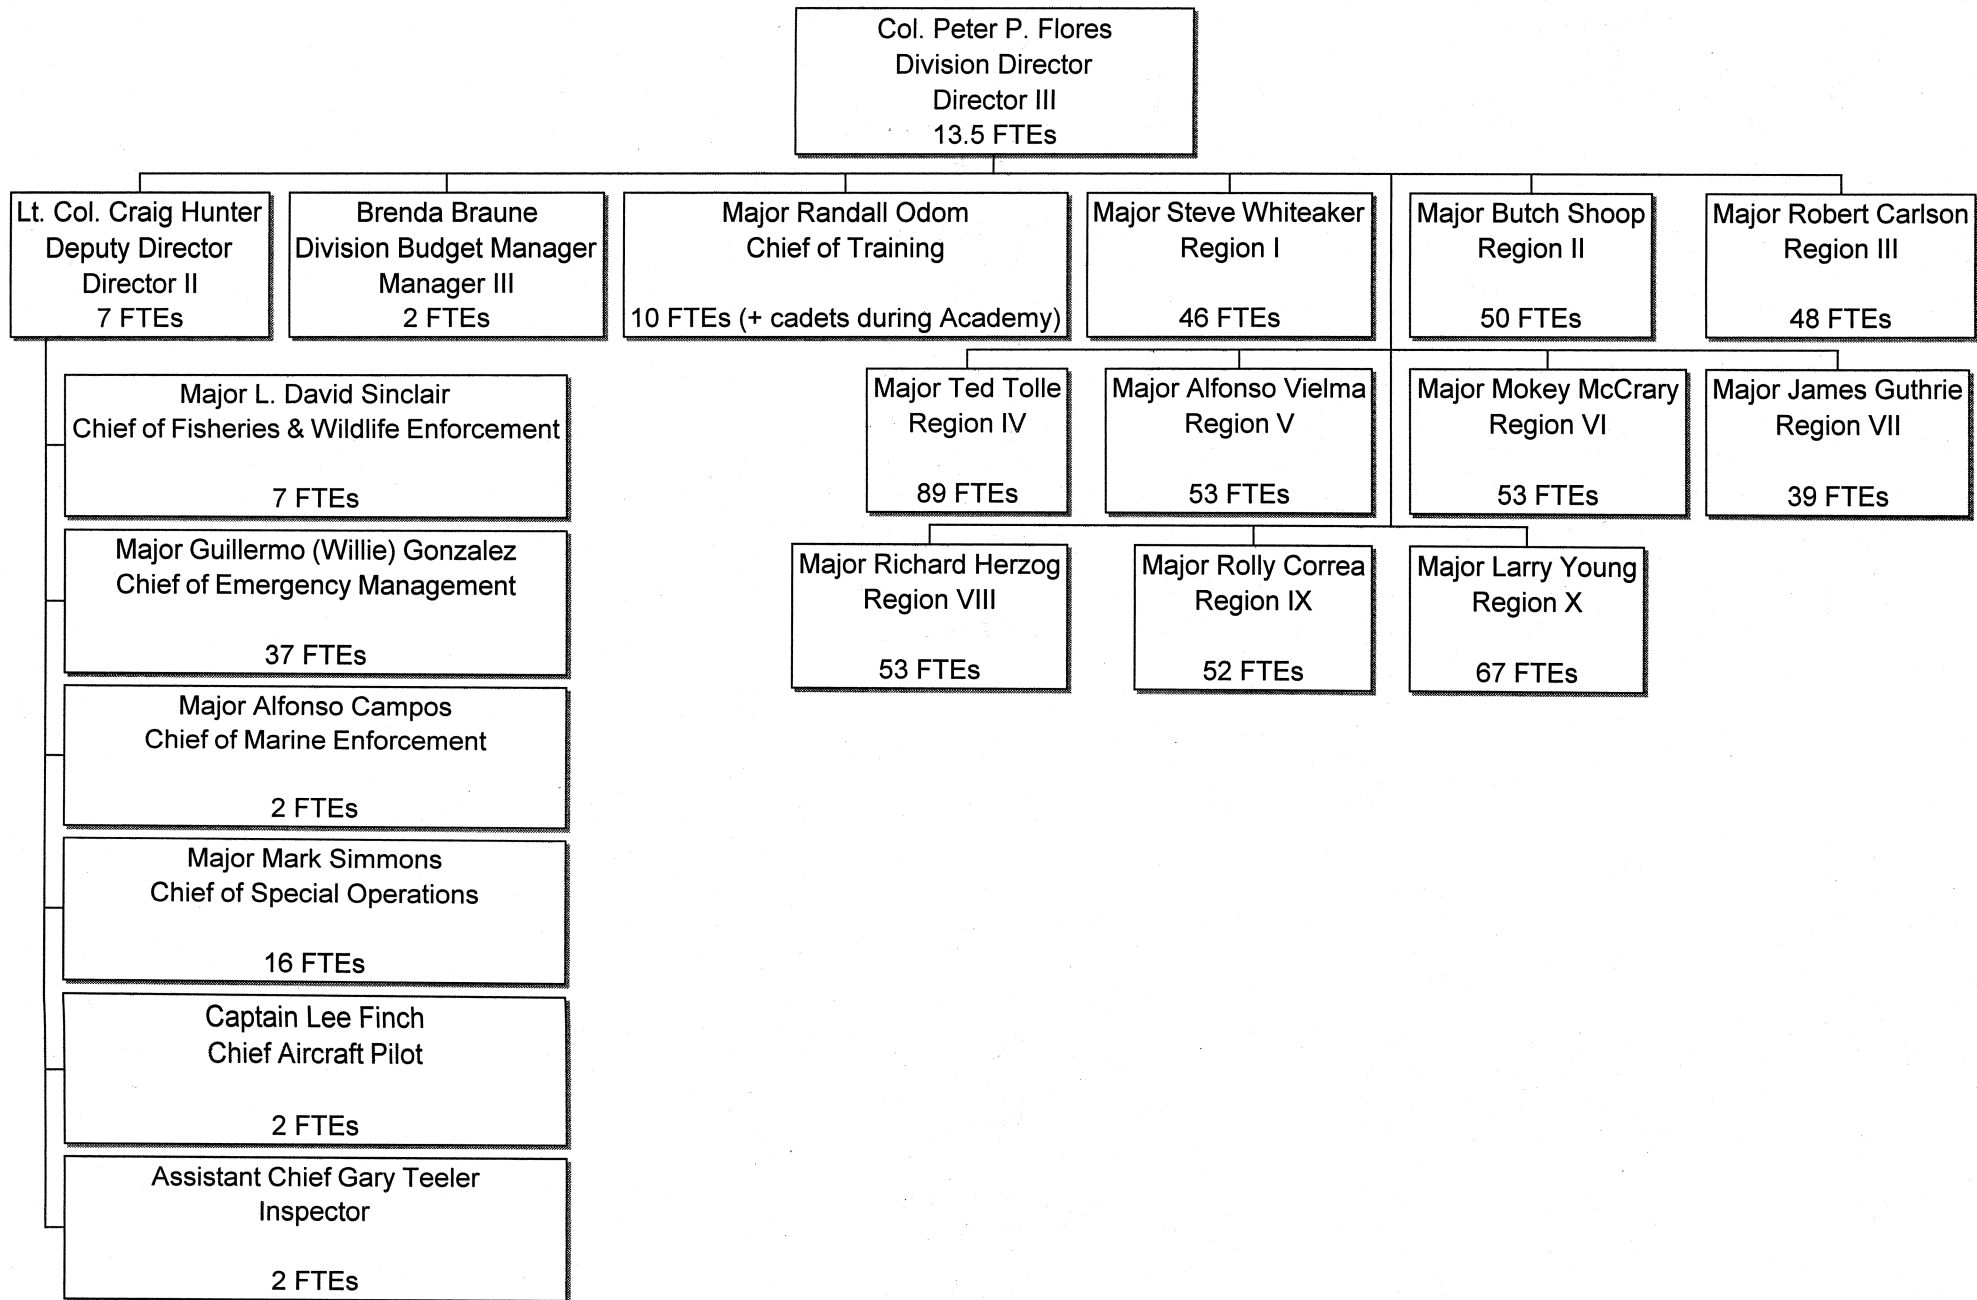 Col. Peter P. Flores
Division Director
Director III
13.5 FTEs
Lt. Col. Craig Hunter
Deputy Director
Director II
7 FTEs
Brenda Braune
Division Budget Manager
Manager III
2 FTEs
Major Randall Odom
Chief of Training
10 FTEs (+ cadets during Academy)
Major Steve Whiteaker
Region I
46 FTEs
Major Butch Shoop
Region II
50 FTEs
Major Robert Carlson
Region III
48 FTEs
Major Ted Tolle
Region IV
89 FTEs
Major Alfonso Vielma
Region V
53 FTEs
Major Mokey McCrary
Region VI
53 FTEs
Major James Guthrie
Region VII
39 FTEs
Major Richard Herzog
Region VIII
53 FTEs
Major Rolly Correa
Region IX
52 FTEs
Major Larry Young
Region X
67 FTEs
Major L. David Sinclair
Chief of Fisheries & Wildlife Enforcement
7 FTEs
Major Guillermo (Willie) Gonzalez
Chief of Emergency Management
37 FTEs
Major Alfonso Campos
Chief of Marine Enforcement
2 FTEs
Major Mark Simmons
Chief of Special Operations
16 FTEs
Captain Lee Finch
Chief Aircraft Pilot
2 FTEs
Assistant Chief Gary Teeler
Inspector
2 FTEs